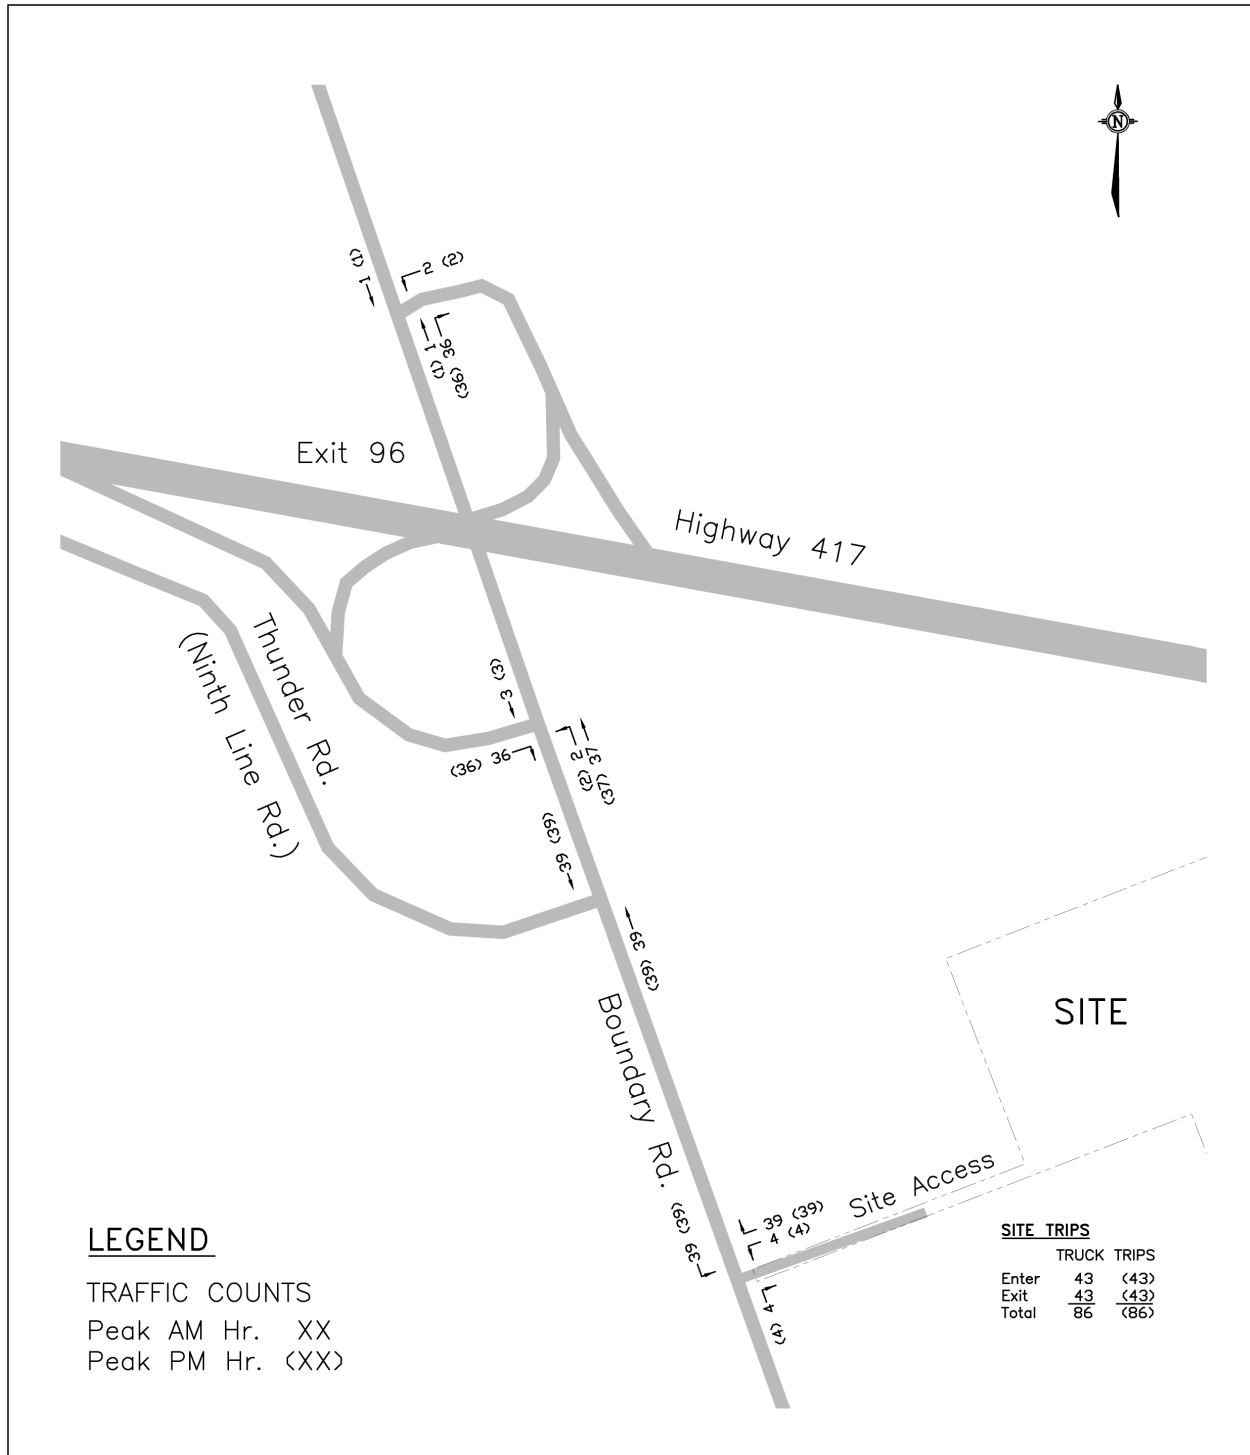 N
1 (1)
2 (2)
1 (1)
36 (36)
Exit 96
Highway 417
Thunder Rd.
(Ninth Line Rd.)
3 (3)
36 (36)
2 (2)
37 (37)
39 (39)
39 (39)
Boundary Rd.
SITE
Site Access
39 (39)
39 (39)
4 (4)
4 (4)
LEGEND
TRAFFIC COUNTS
Peak AM Hr. XX
Peak PM Hr. (XX)
SITE TRIPS
TRUCK TRIPS
Enter 43 (43)
Exit 43 (43)
Total 86 (86)